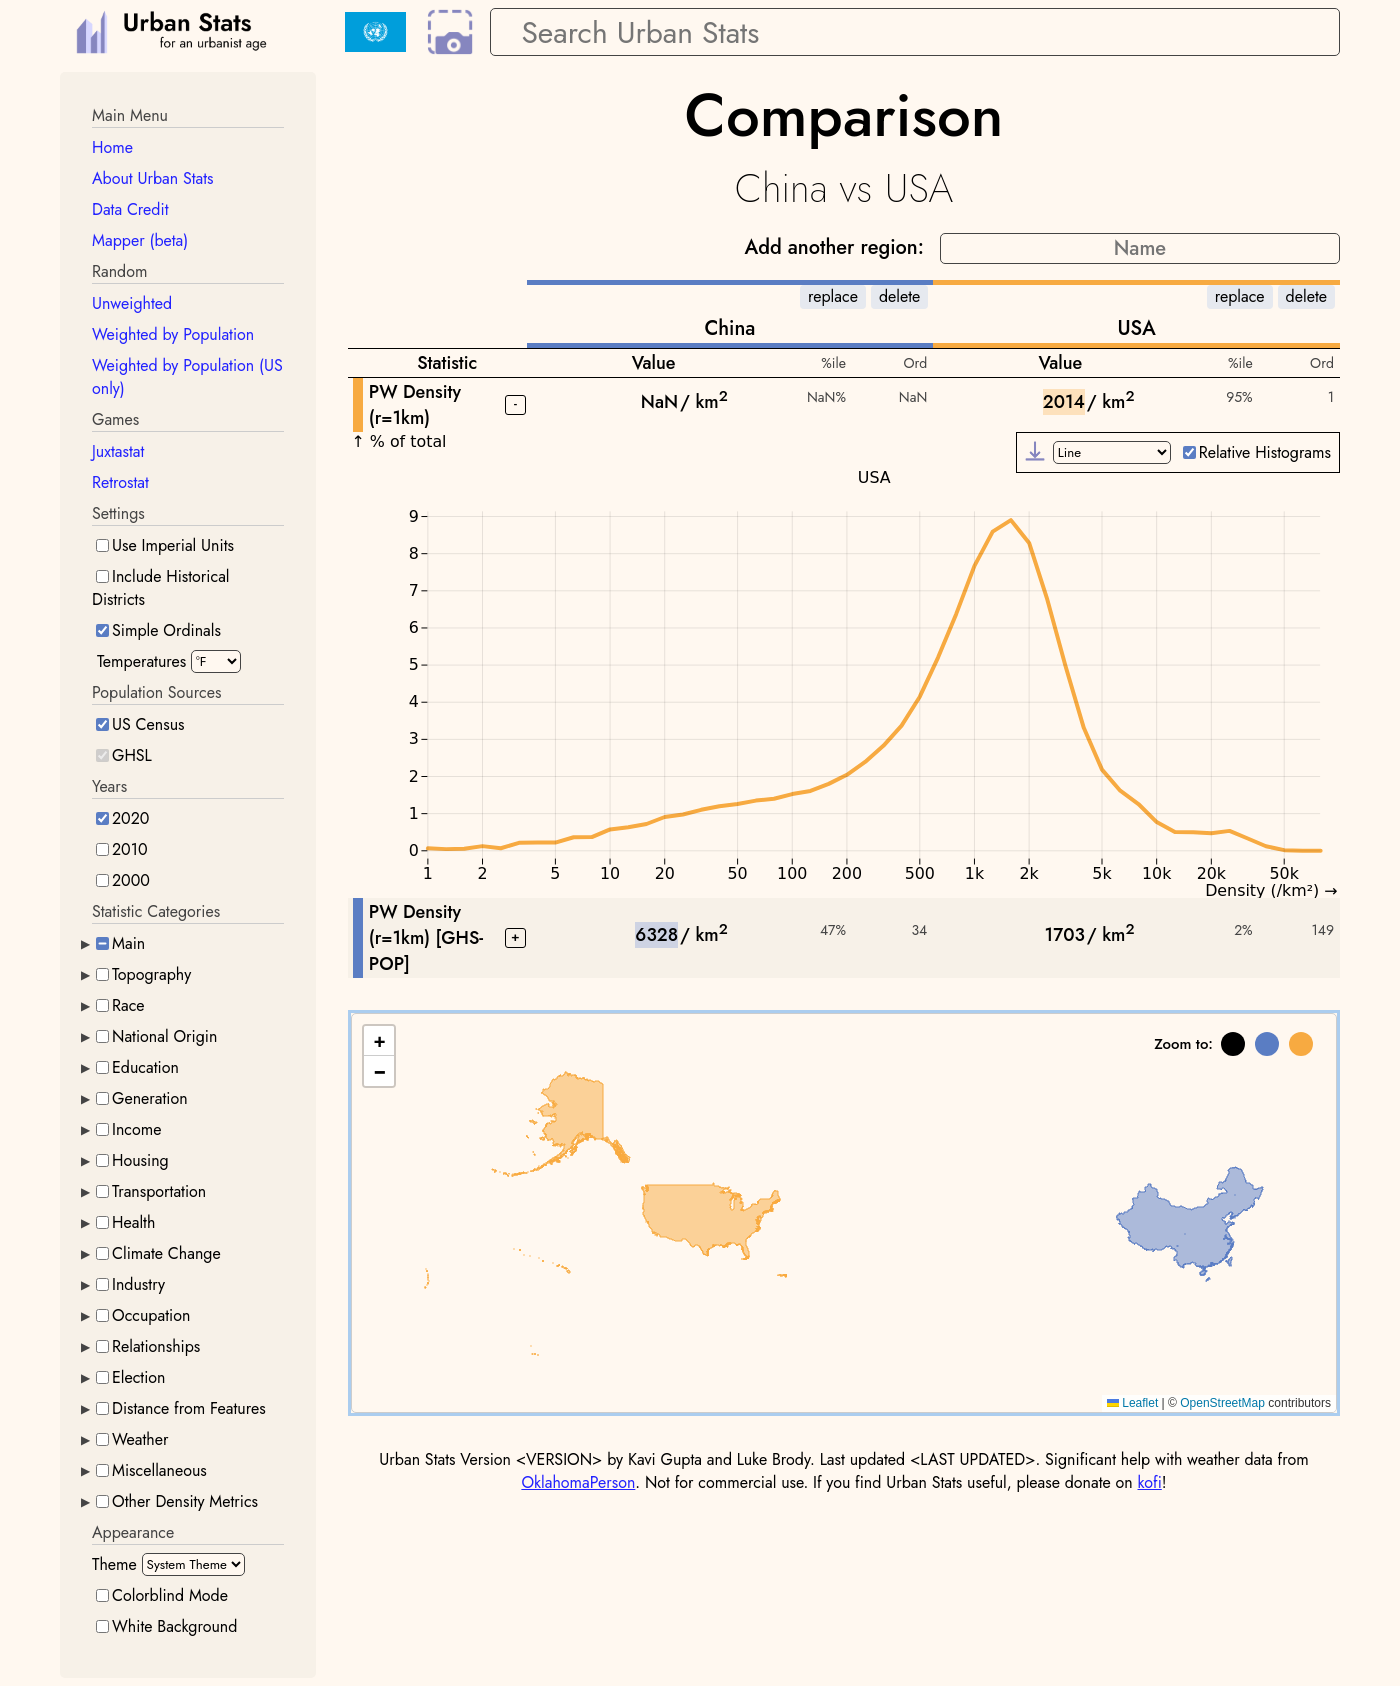 Urban Stats
for an urbanist age
Search Urban Stats
Main Menu
Home
About Urban Stats
Data Credit
Mapper (beta)
Random
Unweighted
Weighted by Population
Weighted by Population (US
only)
Games
Juxtastat
Retrostat
Settings
Use Imperial Units
Include Historical
Districts
Simple Ordinals
Temperatures °F
Population Sources
US Census
GHSL
Years
2020
2010
2000
Statistic Categories
Main
Topography
Race
National Origin
Education
Generation
Income
Housing
Transportation
Health
Climate Change
Industry
Occupation
Relationships
Election
Distance from Features
Weather
Miscellaneous
Other Density Metrics
Appearance
Theme System Theme
Colorblind Mode
White Background
Comparison
China vs USA
Add another region: Name
replace delete replace delete
China USA
Statistic Value %ile Ord Value %ile Ord
PW Density
(r=1km) - NaN / km² NaN% NaN 2014 / km² 95% 1
↑ % of total
Line Relative Histograms
USA
9
8
7
6
5
4
3
2
1
0
1 2 5 10 20 50 100 200 500 1k 2k 5k 10k 20k 50k
Density (/km²) →
PW Density
(r=1km) [GHS-
POP] + 6328 / km² 47% 34 1703 / km² 2% 149
+
−
Zoom to:
Leaflet | © OpenStreetMap contributors
Urban Stats Version <VERSION> by Kavi Gupta and Luke Brody. Last updated <LAST UPDATED>. Significant help with weather data from
OklahomaPerson. Not for commercial use. If you find Urban Stats useful, please donate on kofi!